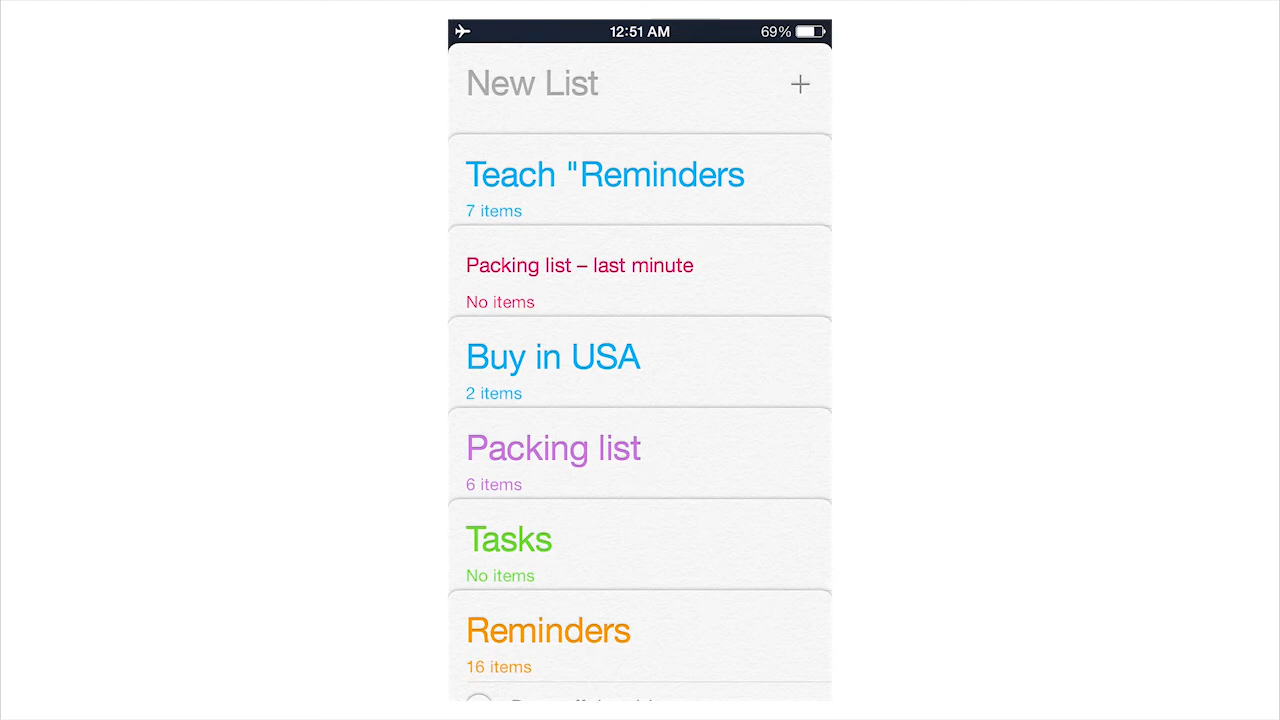 12:51 AM 69%
New List +
Teach "Reminders
7 items
Packing list – last minute
No items
Buy in USA
2 items
Packing list
6 items
Tasks
No items
Reminders
16 items